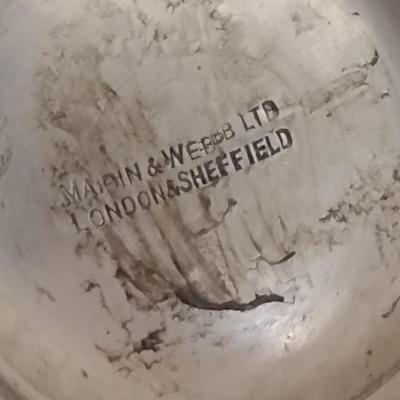 MAPPIN & WEBB LTD
LONDON & SHEFFIELD